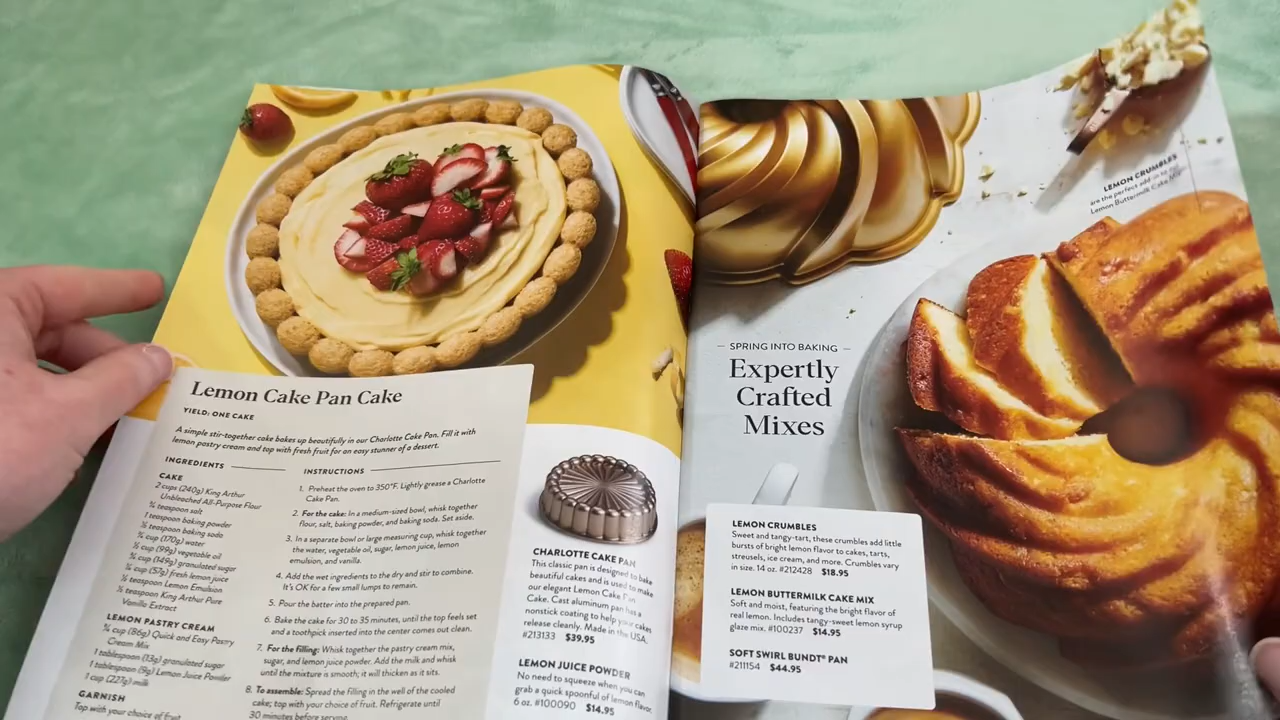 Lemon Cake Pan Cake
YIELD: ONE CAKE
A simple stir-together cake bakes up beautifully in our Charlotte Cake Pan. Fill it with
lemon pastry cream and top with fresh fruit for an easy stunner of a dessert.
INGREDIENTS
CAKE
2 cups (240g) King Arthur
Unbleached All-Purpose Flour
teaspoon salt
1 teaspoon baking powder
teaspoon baking soda
¾ cup (170g) water
½ cup (99g) vegetable oil
¾ cup (149g) granulated sugar
¼ cup (57g) fresh lemon juice
teaspoon Lemon Emulsion
teaspoon King Arthur Pure
Vanilla Extract
LEMON PASTRY CREAM
¾ cup (86g) Quick and Easy Pastry
Cream Mix
1 tablespoon (13g) granulated sugar
1 tablespoon (9g) Lemon Juice Powder
1 cup (227g) milk
GARNISH
Top with your choice of fruit
INSTRUCTIONS
1. Preheat the oven to 350°F. Lightly grease a Charlotte
Cake Pan.
2. For the cake: In a medium-sized bowl, whisk together
flour, salt, baking powder, and baking soda. Set aside.
3. In a separate bowl or large measuring cup, whisk together
the water, vegetable oil, sugar, lemon juice, lemon
emulsion, and vanilla.
4. Add the wet ingredients to the dry and stir to combine.
It's OK for a few small lumps to remain.
5. Pour the batter into the prepared pan.
6. Bake the cake for 30 to 35 minutes, until the top feels set
and a toothpick inserted into the center comes out clean.
7. For the filling: Whisk together the pastry cream mix,
sugar, and lemon juice powder. Add the milk and whisk
until the mixture is smooth; it will thicken as it sits.
8. To assemble: Spread the filling in the well of the cooled
cake; top with your choice of fruit. Refrigerate until
30 minutes before serving.
CHARLOTTE CAKE PAN
This classic pan is designed to bake
beautiful cakes and is used to make
our elegant Lemon Cake Pan
Cake. Cast aluminum pan has a
nonstick coating to help your cakes
release cleanly. Made in the USA.
#213133 $39.95
LEMON JUICE POWDER
No need to squeeze when you can
grab a quick spoonful of lemon flavor.
6 oz. #100090 $14.95
LEMON CRUMBLES
are the perfect add-in to
Lemon Buttermilk Cake Mix
SPRING INTO BAKING
Expertly
Crafted
Mixes
LEMON CRUMBLES
Sweet and tangy-tart, these crumbles add little
bursts of bright lemon flavor to cakes, tarts,
streusels, ice cream, and more. Crumbles vary
in size. 14 oz. #212428 $18.95
LEMON BUTTERMILK CAKE MIX
Soft and moist, featuring the bright flavor of
real lemon. Includes tangy-sweet lemon syrup
glaze mix. #100237 $14.95
SOFT SWIRL BUNDT® PAN
#211154 $44.95